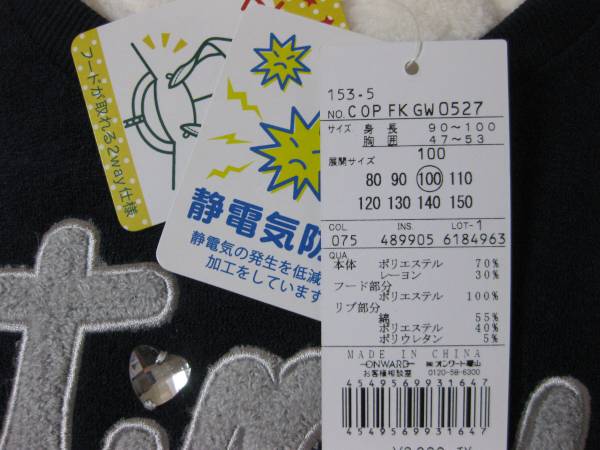 フードが取れる2way仕様
静電気防
静電気の発生を低減
加工をしています
153-5
NO. COP FKGW0527
サイズ 身長 90〜100
胸囲 47〜53
展開サイズ 100
80 90 100 110
120 130 140 150
COL INS. LOT-1
075 489905 6184963
QUA
本体 ポリエステル 70%
レーヨン 30%
フード部分
ポリエステル 100%
リブ部分
綿 55%
ポリエステル 40%
ポリウレタン 5%
MADE IN CHINA
ONWARD ㈱オンワード樫山
お客様相談室 0120-58-6300
4549569931647
4549569931647